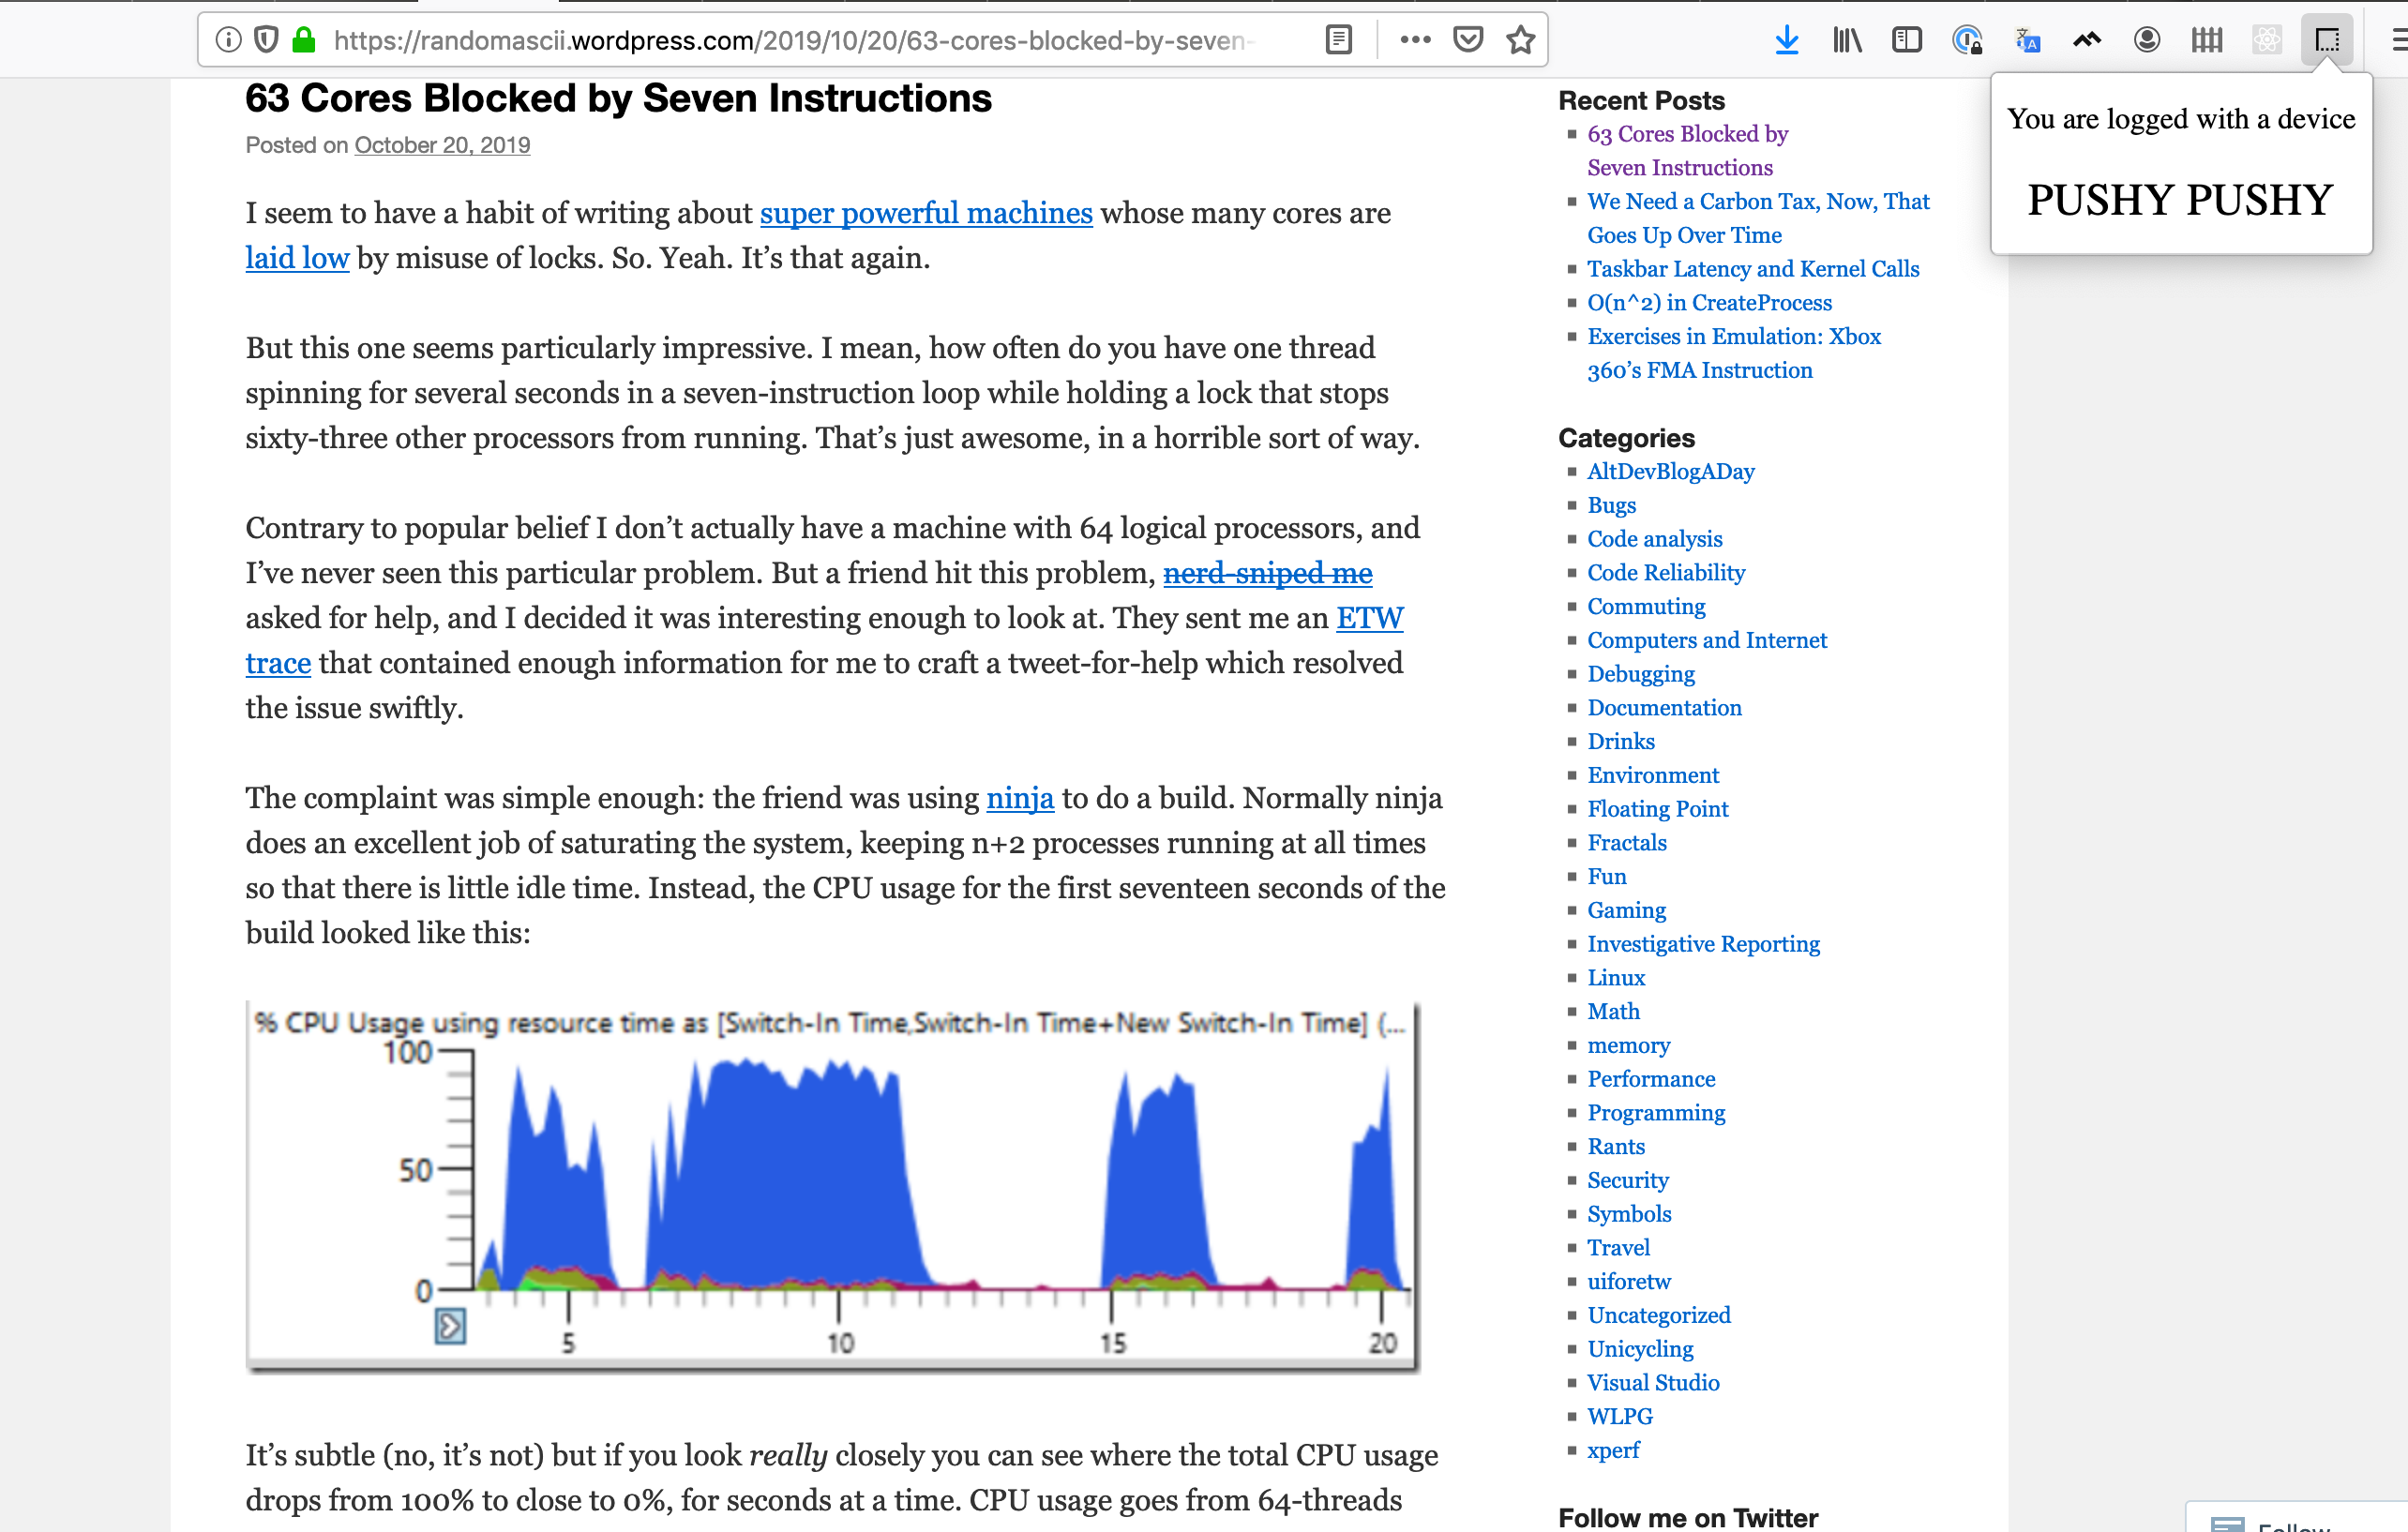 https://randomascii.wordpress.com/2019/10/20/63-cores-blocked-by-seven-
You are logged with a device
PUSHY PUSHY
63 Cores Blocked by Seven Instructions
Posted on October 20, 2019
I seem to have a habit of writing about super powerful machines whose many cores are
laid low by misuse of locks. So. Yeah. It’s that again.
But this one seems particularly impressive. I mean, how often do you have one thread
spinning for several seconds in a seven-instruction loop while holding a lock that stops
sixty-three other processors from running. That’s just awesome, in a horrible sort of way.
Contrary to popular belief I don’t actually have a machine with 64 logical processors, and
I’ve never seen this particular problem. But a friend hit this problem, nerd-sniped me
asked for help, and I decided it was interesting enough to look at. They sent me an ETW
trace that contained enough information for me to craft a tweet-for-help which resolved
the issue swiftly.
The complaint was simple enough: the friend was using ninja to do a build. Normally ninja
does an excellent job of saturating the system, keeping n+2 processes running at all times
so that there is little idle time. Instead, the CPU usage for the first seventeen seconds of the
build looked like this:
% CPU Usage using resource time as [Switch-In Time,Switch-In Time+New Switch-In Time] (...
100
50
0
5 10 15 20
It’s subtle (no, it’s not) but if you look really closely you can see where the total CPU usage
drops from 100% to close to 0%, for seconds at a time. CPU usage goes from 64-threads
Recent Posts
63 Cores Blocked by
Seven Instructions
We Need a Carbon Tax, Now, That
Goes Up Over Time
Taskbar Latency and Kernel Calls
O(n^2) in CreateProcess
Exercises in Emulation: Xbox
360’s FMA Instruction
Categories
AltDevBlogADay
Bugs
Code analysis
Code Reliability
Commuting
Computers and Internet
Debugging
Documentation
Drinks
Environment
Floating Point
Fractals
Fun
Gaming
Investigative Reporting
Linux
Math
memory
Performance
Programming
Rants
Security
Symbols
Travel
uiforetw
Uncategorized
Unicycling
Visual Studio
WLPG
xperf
Follow me on Twitter
Follow